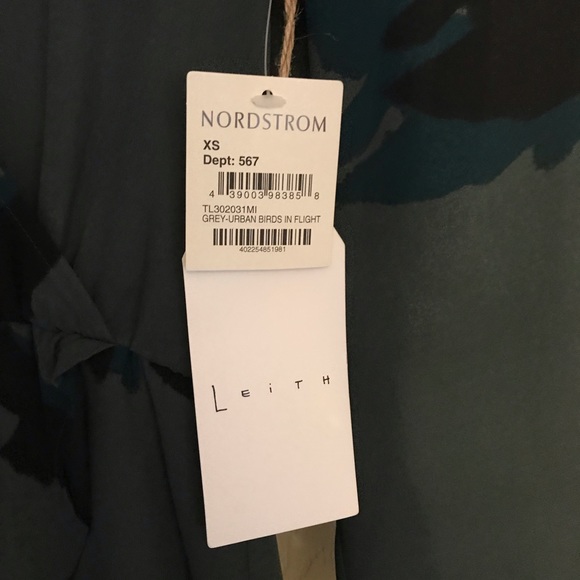 NORDSTROM
XS
Dept: 567
4 39003 98385 8
TL302031MI
GREY-URBAN BIRDS IN FLIGHT
402254851981
LEiTH